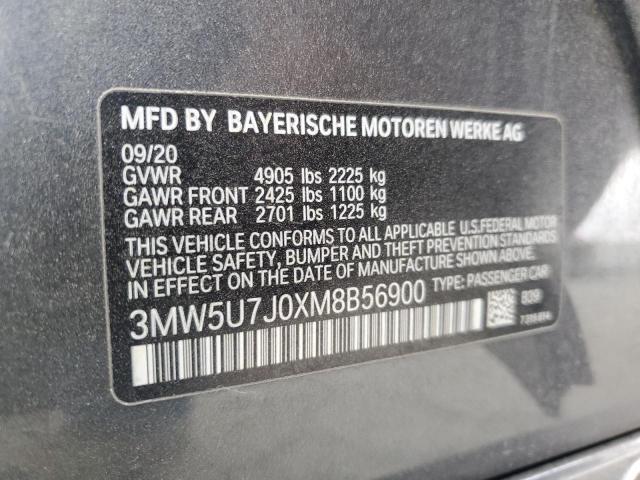 MFD BY BAYERISCHE MOTOREN WERKE AG
09/20
GVWR 4905 lbs 2225 kg
GAWR FRONT 2425 lbs 1100 kg
GAWR REAR 2701 lbs 1225 kg
THIS VEHICLE CONFORMS TO ALL APPLICABLE U.S.FEDERAL MOTOR
VEHICLE SAFETY, BUMPER AND THEFT PREVENTION STANDARDS
IN EFFECT ON THE DATE OF MANUFACTURE SHOWN ABOVE.
3MW5U7J0XM8B56900 TYPE: PASSENGER CAR
B39